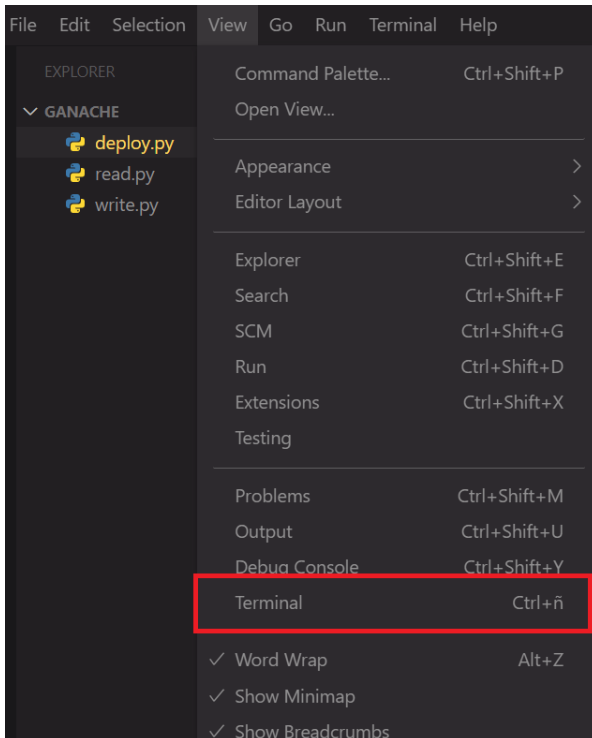 File Edit Selection View Go Run Terminal Help
EXPLORER
GANACHE
deploy.py
read.py
write.py
Command Palette... Ctrl+Shift+P
Open View...
Appearance
Editor Layout
Explorer Ctrl+Shift+E
Search Ctrl+Shift+F
SCM Ctrl+Shift+G
Run Ctrl+Shift+D
Extensions Ctrl+Shift+X
Testing
Problems Ctrl+Shift+M
Output Ctrl+Shift+U
Debug Console Ctrl+Shift+Y
Terminal Ctrl+ñ
Word Wrap Alt+Z
Show Minimap
Show Breadcrumbs